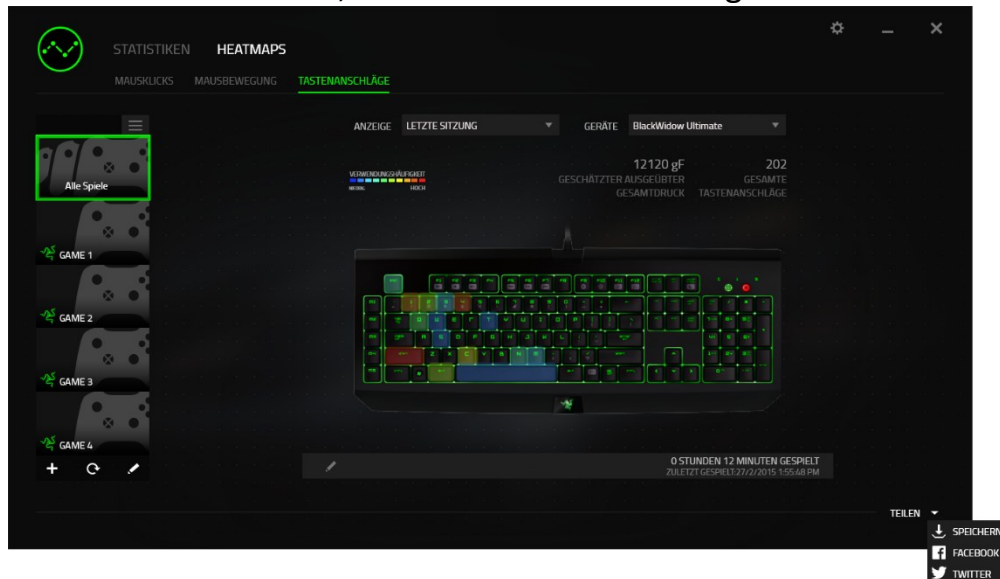 STATISTIKEN HEATMAPS
MAUSKLICKS MAUSBEWEGUNG TASTENANSCHLÄGE
ANZEIGE LETZTE SITZUNG GERÄTE BlackWidow Ultimate
VERWENDUNGSHÄUFIGKEIT
HOCH
12120 gF
GESCHÄTZTER AUSGEÜBTER
GESAMTDRUCK
202
GESAMTE
TASTENANSCHLÄGE
Alle Spiele
GAME 1
GAME 2
GAME 3
GAME 4
0 STUNDEN 12 MINUTEN GESPIELT
ZULETZT GESPIELT:27/2/2015 1:55:48 PM
TEILEN
SPEICHERN
FACEBOOK
TWITTER